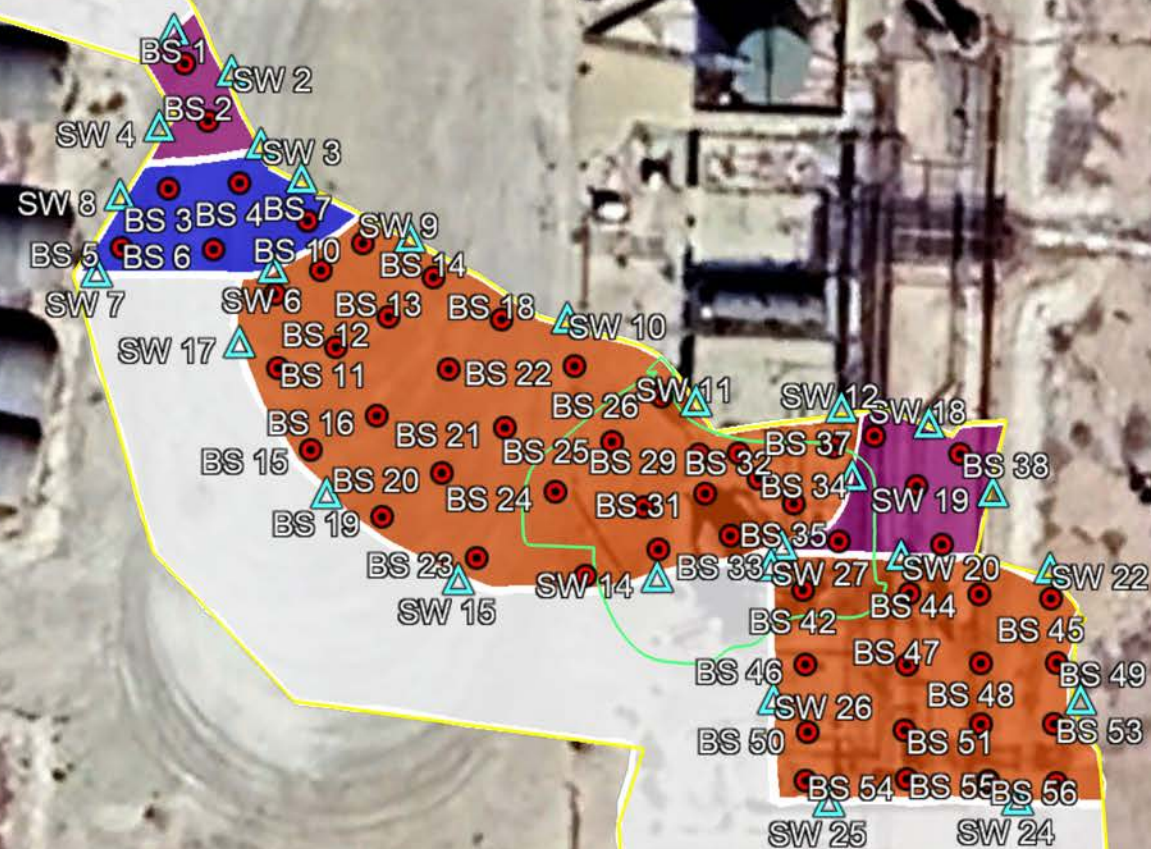 BS 1
SW 2
BS 2
SW 4
SW 3
SW 8
BS 3
BS 4
BS 7
SW 9
BS 5
BS 6
BS 10
BS 14
SW 7
SW 6
BS 13
BS 18
SW 10
BS 12
SW 17
BS 11
BS 22
SW 11
SW 12
BS 26
SW 18
BS 16
BS 21
BS 37
BS 25
BS 29
BS 32
BS 38
BS 15
BS 20
BS 34
BS 24
BS 31
SW 19
BS 19
BS 35
BS 23
SW 14
BS 33
SW 27
SW 20
SW 22
SW 15
BS 42
BS 44
BS 45
BS 46
BS 47
BS 49
BS 48
SW 26
BS 50
BS 51
BS 53
BS 54
BS 55
BS 56
SW 25
SW 24